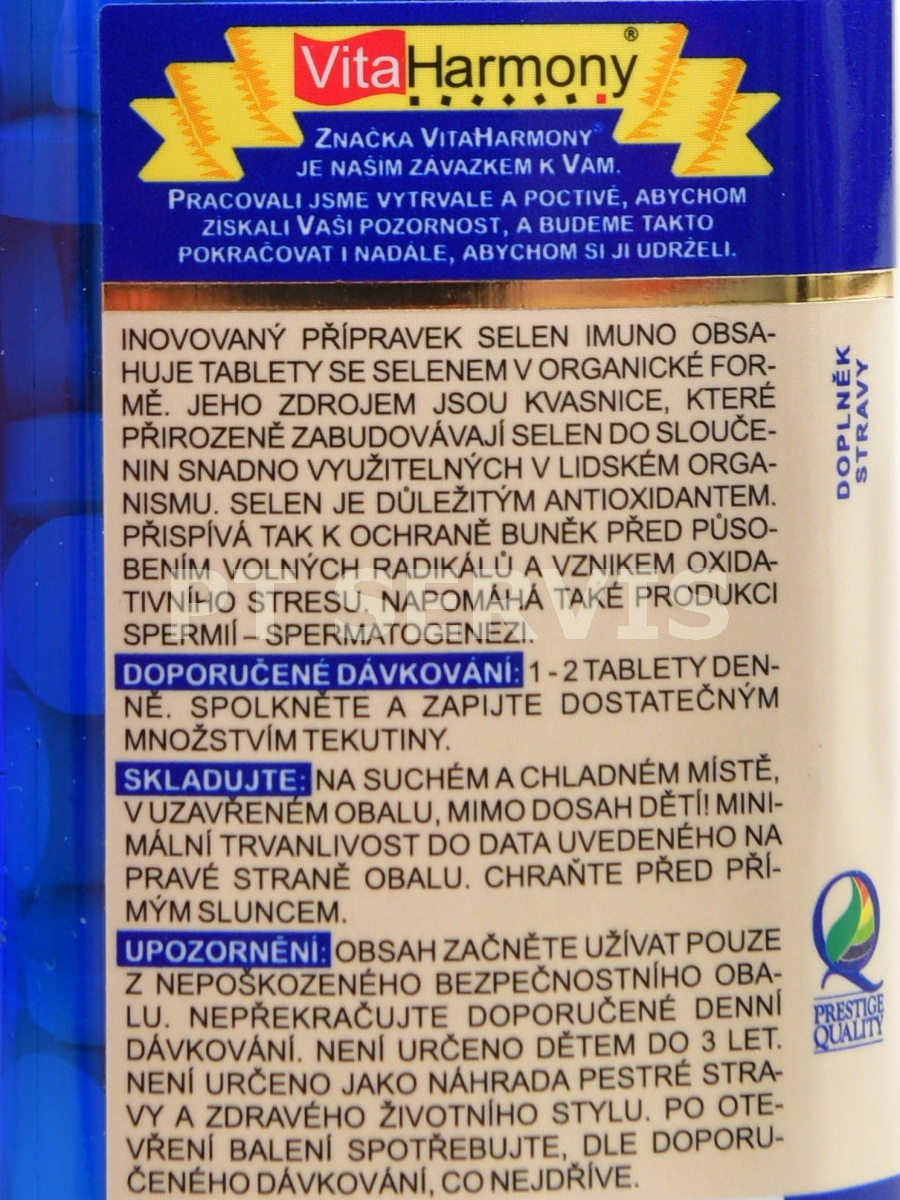 VitaHarmony®
ZNAČKA VITAHARMONY®
JE NAŠIM ZÁVAZKEM K VÁM.
PRACOVALI JSME VYTRVALE A POCTIVĚ, ABYCHOM
ZÍSKALI VAŠI POZORNOST, A BUDEME TAKTO
POKRAČOVAT I NADÁLE, ABYCHOM SI JI UDRŽELI.
INOVOVANÝ PŘÍPRAVEK SELEN IMUNO OBSA-
HUJE TABLETY SE SELENEM V ORGANICKÉ FOR-
MĚ. JEHO ZDROJEM JSOU KVASNICE, KTERÉ
PŘIROZENĚ ZABUDOVÁVAJÍ SELEN DO SLOUČE-
NIN SNADNO VYUŽITELNÝCH V LIDSKÉM ORGA-
NISMU. SELEN JE DŮLEŽITÝM ANTIOXIDANTEM.
PŘISPÍVÁ TAK K OCHRANĚ BUNĚK PŘED PŮSO-
BENÍM VOLNÝCH RADIKÁLŮ A VZNIKEM OXIDA-
TIVNÍHO STRESU. NAPOMÁHÁ TAKÉ PRODUKCI
SPERMIÍ – SPERMATOGENEZI.
DOPORUČENÉ DÁVKOVÁNÍ: 1 - 2 TABLETY DEN-
NĚ. SPOLKNĚTE A ZAPIJTE DOSTATEČNÝM
MNOŽSTVÍM TEKUTINY.
SKLADUJTE: NA SUCHÉM A CHLADNÉM MÍSTĚ,
V UZAVŘENÉM OBALU, MIMO DOSAH DĚTÍ! MINI-
MÁLNÍ TRVANLIVOST DO DATA UVEDENÉHO NA
PRAVÉ STRANĚ OBALU. CHRAŇTE PŘED PŘÍ-
MÝM SLUNCEM.
UPOZORNĚNÍ: OBSAH ZAČNĚTE UŽÍVAT POUZE
Z NEPOŠKOZENÉHO BEZPEČNOSTNÍHO OBA-
LU. NEPŘEKRAČUJTE DOPORUČENÉ DENNÍ
DÁVKOVÁNÍ. NENÍ URČENO DĚTEM DO 3 LET.
NENÍ URČENO JAKO NÁHRADA PESTRÉ STRA-
VY A ZDRAVÉHO ŽIVOTNÍHO STYLU. PO OTE-
VŘENÍ BALENÍ SPOTŘEBUJTE, DLE DOPORU-
ČENÉHO DÁVKOVÁNÍ, CO NEJDŘÍVE.
DOPLNĚK
STRAVY
PRESTIGE
QUALITY
PT SERVIS